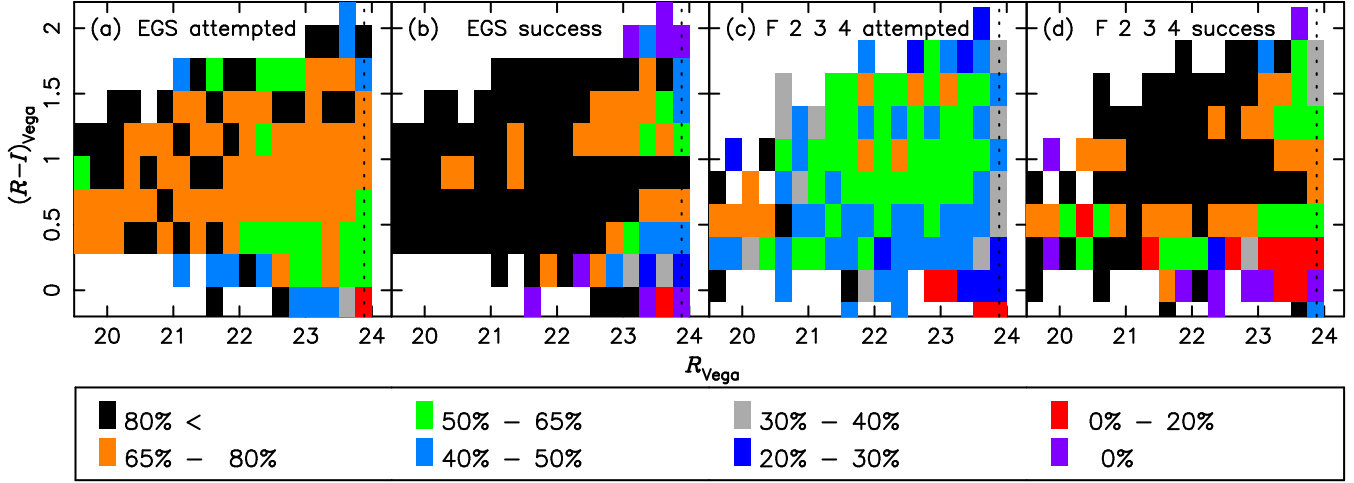 (a) EGS attempted
(b) EGS success
(c) F 2 3 4 attempted
(d) F 2 3 4 success
2
1.5
1
0.5
0
(R−I)Vega
20 21 22 23 24
20 21 22 23 24
20 21 22 23 24
20 21 22 23 24
RVega
80% <
50% − 65%
30% − 40%
0% − 20%
65% − 80%
40% − 50%
20% − 30%
0%